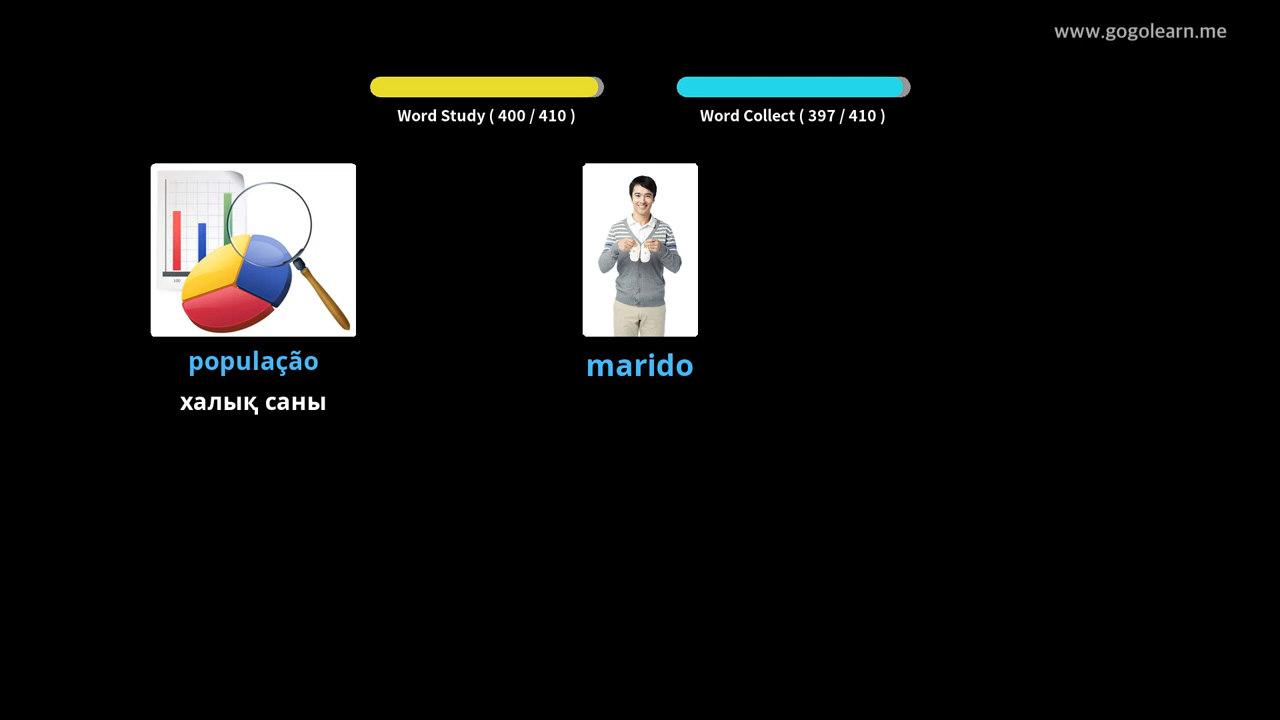 www.gogolearn.me
Word Study ( 400 / 410 )
Word Collect ( 397 / 410 )
população
халық саны
marido